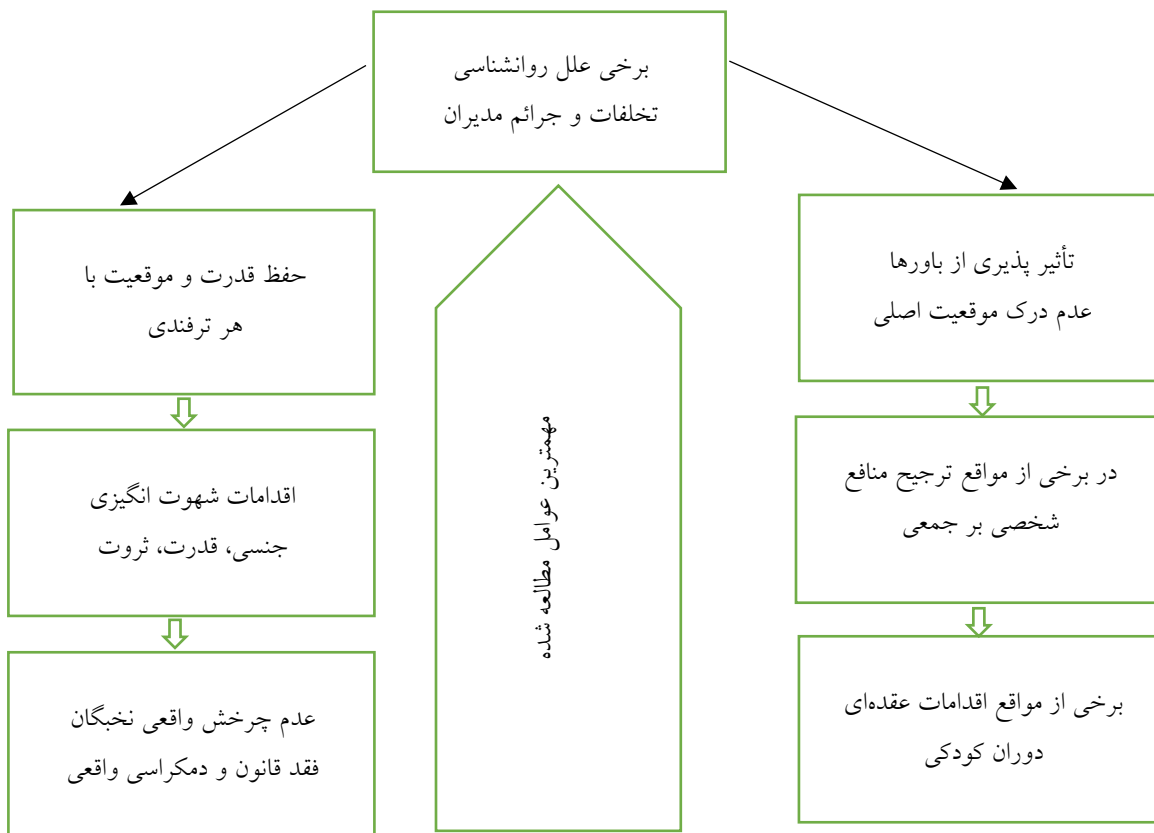 برخی علل روانشناسی
تخلفات و جرائم مدیران
تأثیر پذیری از باورها
عدم درک موقعیت اصلی
در برخی از مواقع ترجیح منافع
شخصی بر جمعی
برخی از مواقع اقدامات عقده‌ای
دوران کودکی
مهمترین عوامل مطالعه شده
حفظ قدرت و موقعیت با
هر ترفندی
اقدامات شهوت انگیزی
جنسی، قدرت، ثروت
عدم چرخش واقعی نخبگان
فقد قانون و دمکراسی واقعی